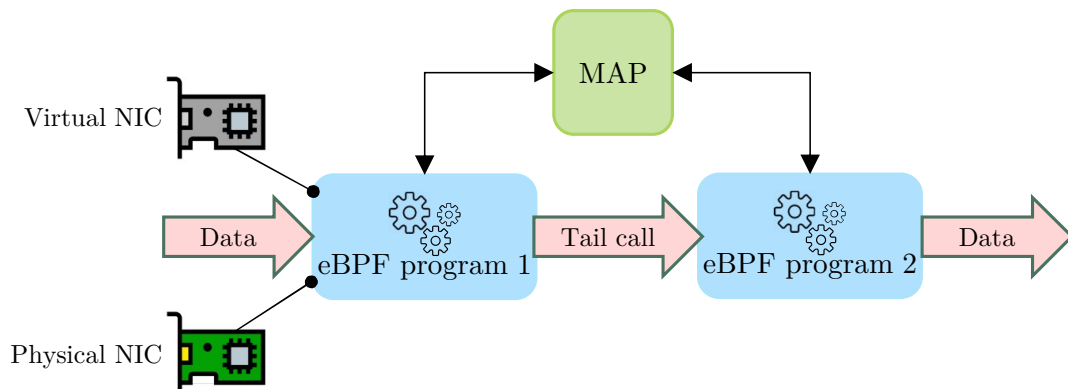 MAP
Virtual NIC
Data
Tail call
Data
eBPF program 1
eBPF program 2
Physical NIC